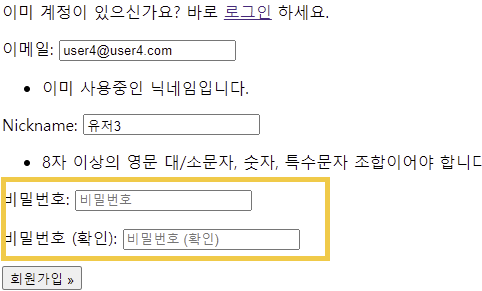 이미 계정이 있으신가요? 바로 로그인 하세요.
이메일: user4@user4.com
• 이미 사용중인 닉네임입니다.
Nickname: 유저3
• 8자 이상의 영문 대/소문자, 숫자, 특수문자 조합이어야 합니다
비밀번호: 비밀번호
비밀번호 (확인): 비밀번호 (확인)
회원가입 »